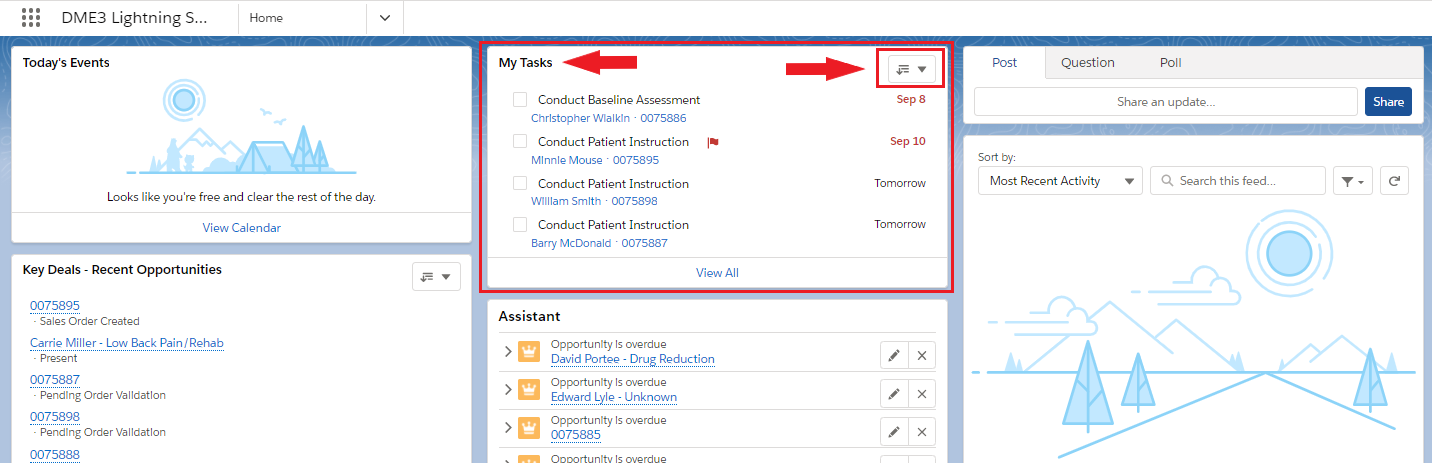 DME3 Lightning S...
Home
Today's Events
Looks like you're free and clear the rest of the day.
View Calendar
Key Deals - Recent Opportunities
0075895
· Sales Order Created
Carrie Miller - Low Back Pain/Rehab
· Present
0075887
· Pending Order Validation
0075898
· Pending Order Validation
0075888
My Tasks
Conduct Baseline Assessment Sep 8
Christopher Wialkin · 0075886
Conduct Patient Instruction Sep 10
Minnie Mouse · 0075895
Conduct Patient Instruction Tomorrow
William Smith · 0075898
Conduct Patient Instruction Tomorrow
Barry McDonald · 0075887
View All
Assistant
Opportunity is overdue
David Portee - Drug Reduction
Opportunity is overdue
Edward Lyle - Unknown
Opportunity is overdue
0075885
Post Question Poll
Share an update... Share
Sort by:
Most Recent Activity Search this feed...